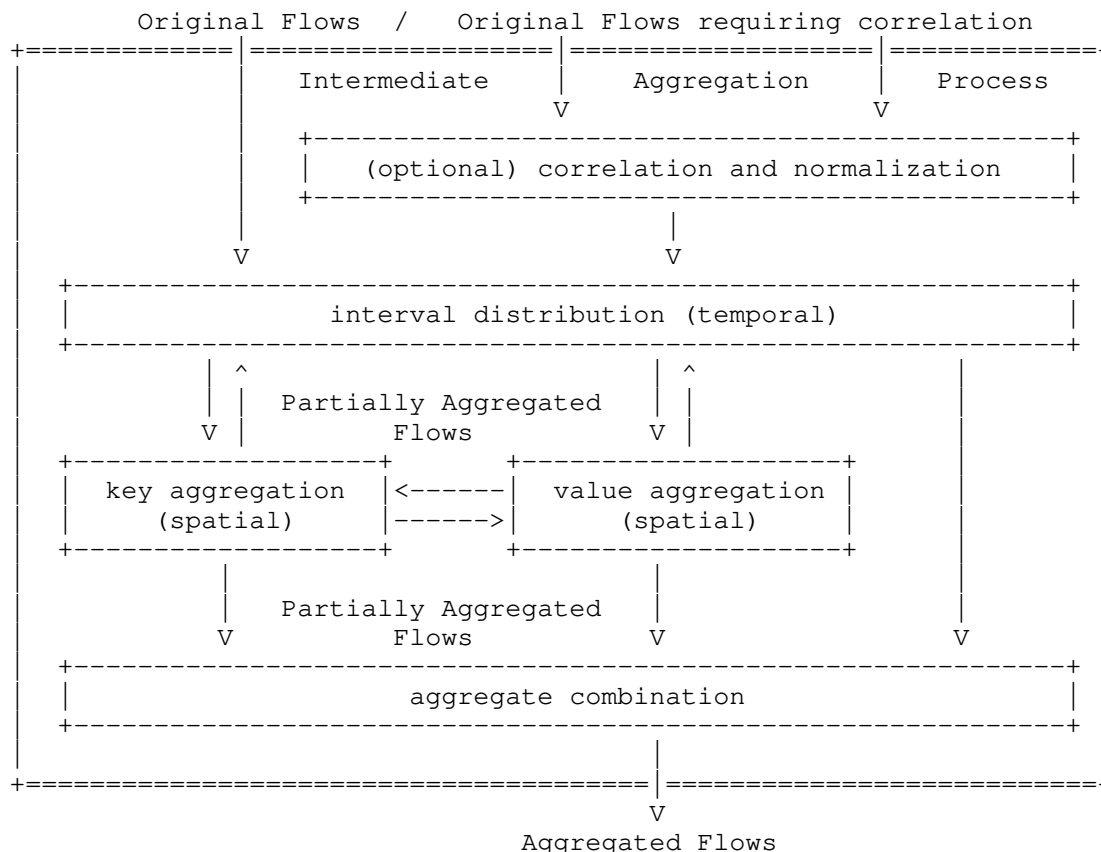 Original Flows / Original Flows requiring correlation
Intermediate Aggregation Process
(optional) correlation and normalization
interval distribution (temporal)
Partially Aggregated
Flows
key aggregation value aggregation
(spatial) (spatial)
Partially Aggregated
Flows
aggregate combination
Aggregated Flows